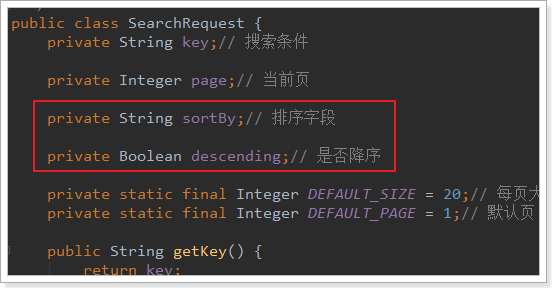 public class SearchRequest {
private String key;// 搜索条件
private Integer page;// 当前页
private String sortBy;// 排序字段
private Boolean descending;// 是否降序
private static final Integer DEFAULT_SIZE = 20;// 每页大
private static final Integer DEFAULT_PAGE = 1;// 默认页
public String getKey() {
return key;